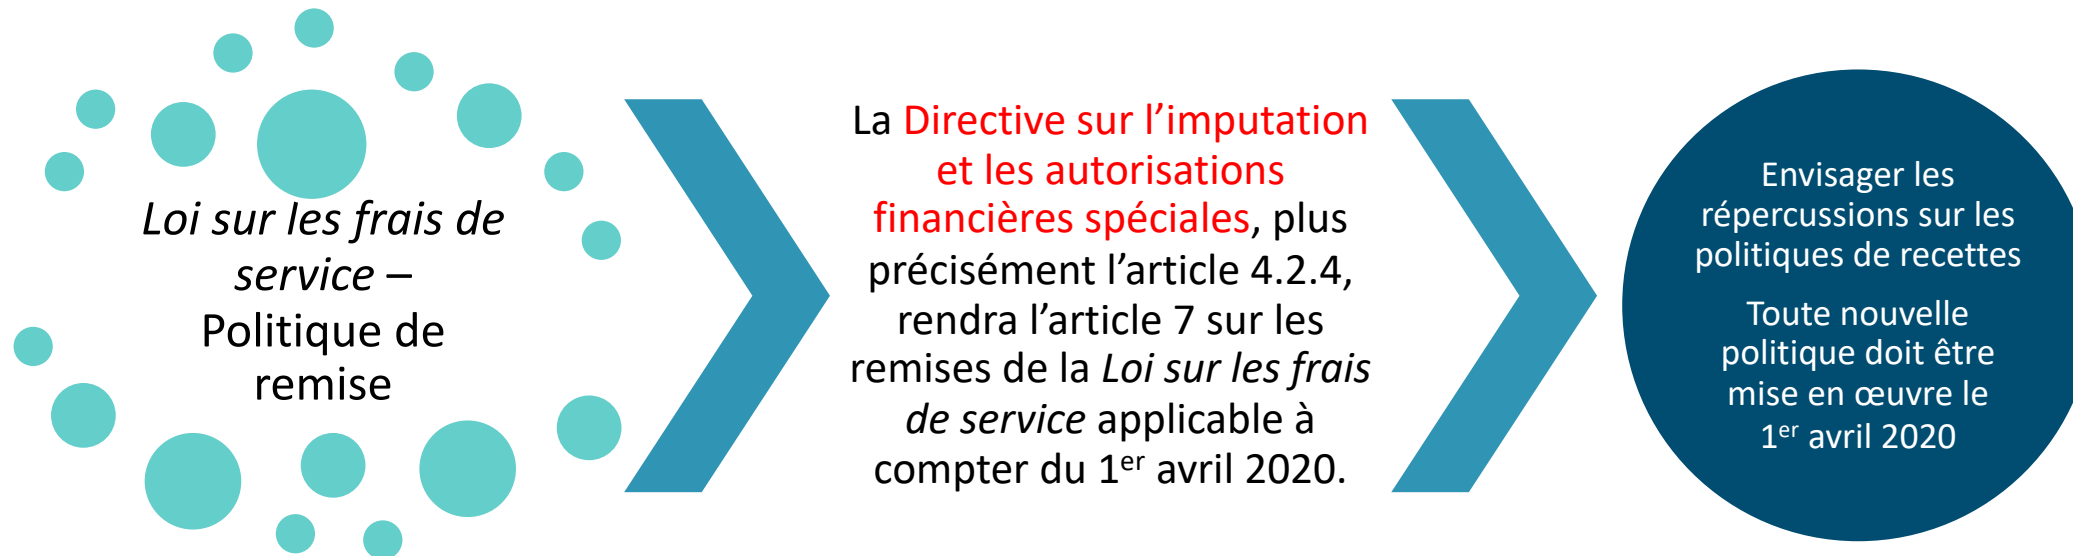 Loi sur les frais de
service –
Politique de
remise
La Directive sur l’imputation
et les autorisations
financières spéciales, plus
précisément l’article 4.2.4,
rendra l’article 7 sur les
remises de la Loi sur les frais
de service applicable à
compter du 1er avril 2020.
Envisager les
répercussions sur les
politiques de recettes
Toute nouvelle
politique doit être
mise en œuvre le
1er avril 2020